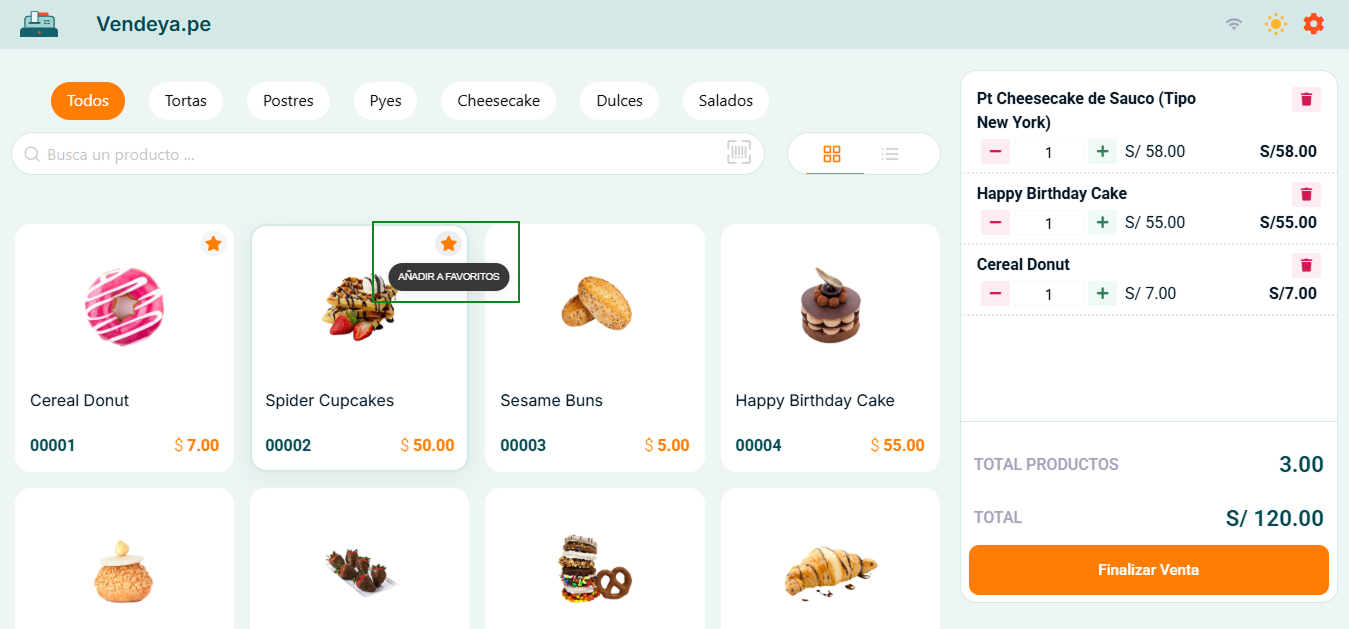 Vendeya.pe
Todos
Tortas
Postres
Pyes
Cheesecake
Dulces
Salados
Busca un producto ...
AÑADIR A FAVORITOS
Cereal Donut
00001
$ 7.00
Spider Cupcakes
00002
$ 50.00
Sesame Buns
00003
$ 5.00
Happy Birthday Cake
00004
$ 55.00
Pt Cheesecake de Sauco (Tipo
New York)
− 1 + S/ 58.00 S/58.00
Happy Birthday Cake
− 1 + S/ 55.00 S/55.00
Cereal Donut
− 1 + S/ 7.00 S/7.00
TOTAL PRODUCTOS 3.00
TOTAL S/ 120.00
Finalizar Venta